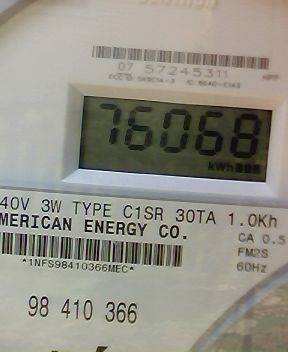 07 57245311
76068
kWh
40V 3W TYPE C1SR 30TA 1.0Kh
MERICAN ENERGY CO.
CA 0.5
FM2S
60Hz
*1NFS98410366MEC*
98 410 366